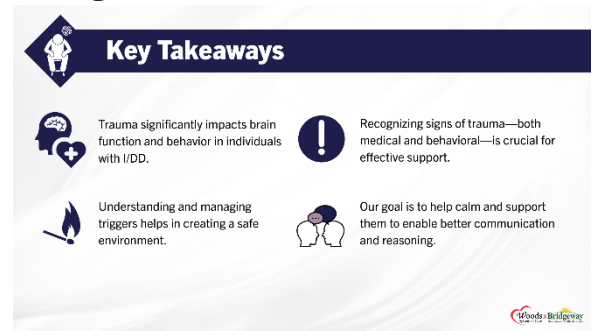 Key Takeaways
Trauma significantly impacts brain
function and behavior in individuals
with I/DD.
Recognizing signs of trauma—both
medical and behavioral—is crucial for
effective support.
Understanding and managing
triggers helps in creating a safe
environment.
Our goal is to help calm and support
them to enable better communication
and reasoning.
Woods Bridgeway